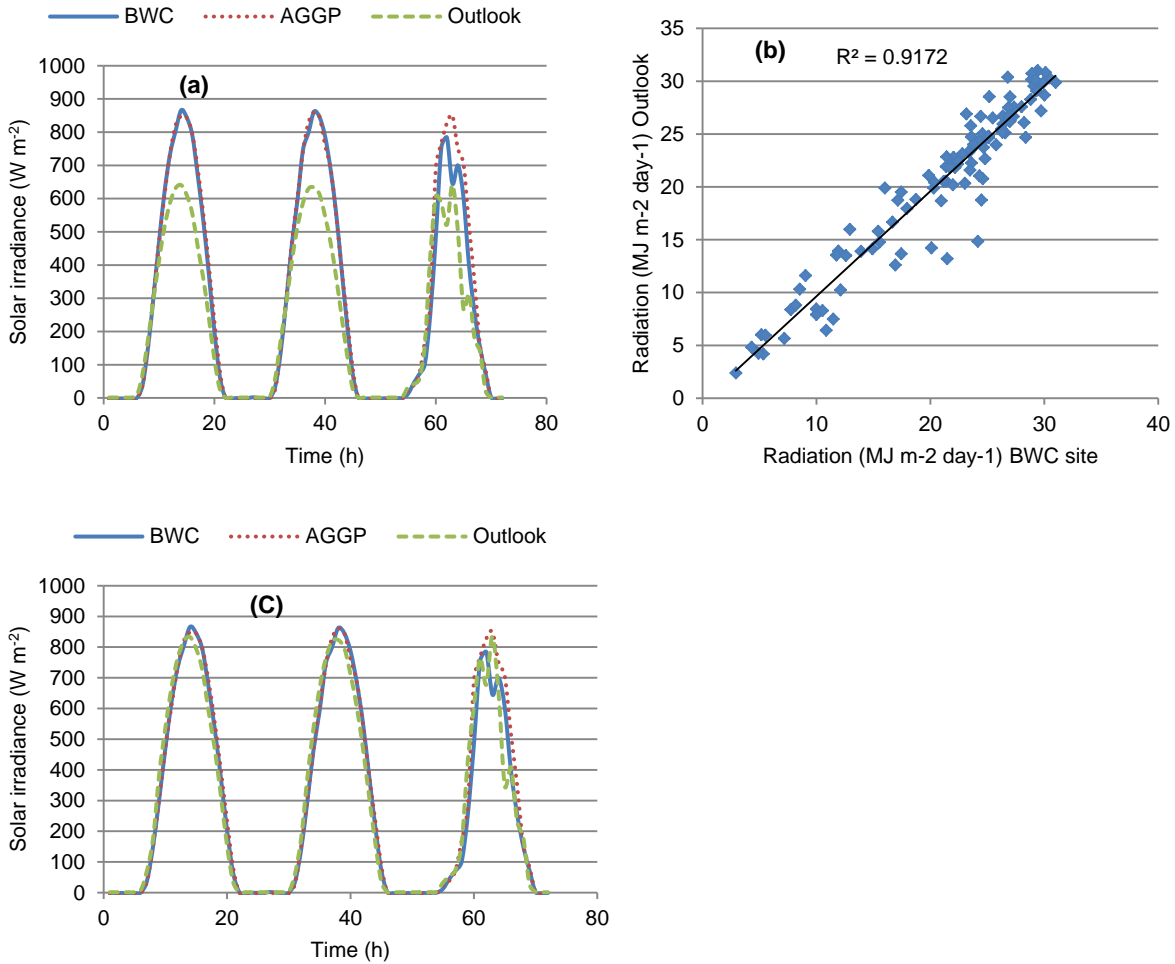 BWC AGGP Outlook
(a)
Solar irradiance (W m-2)
1000
900
800
700
600
500
400
300
200
100
0
0 20 40 60 80
Time (h)
(b)
R² = 0.9172
Radiation (MJ m-2 day-1) Outlook
35
30
25
20
15
10
5
0
0 10 20 30 40
Radiation (MJ m-2 day-1) BWC site
BWC AGGP Outlook
(C)
Solar irradiance (W m-2)
1000
900
800
700
600
500
400
300
200
100
0
0 20 40 60 80
Time (h)